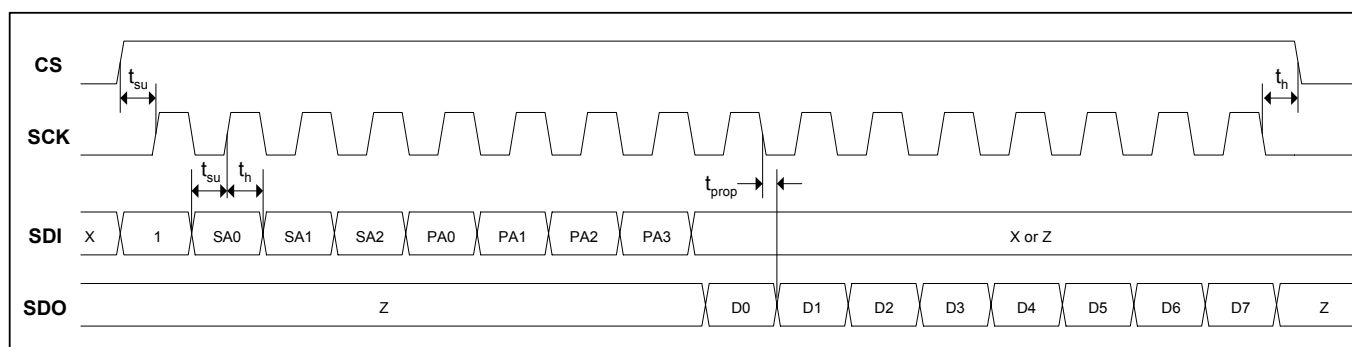 CS
t_su
t_h
SCK
t_su t_h
t_prop
SDI X 1 SA0 SA1 SA2 PA0 PA1 PA2 PA3 X or Z
SDO Z D0 D1 D2 D3 D4 D5 D6 D7 Z